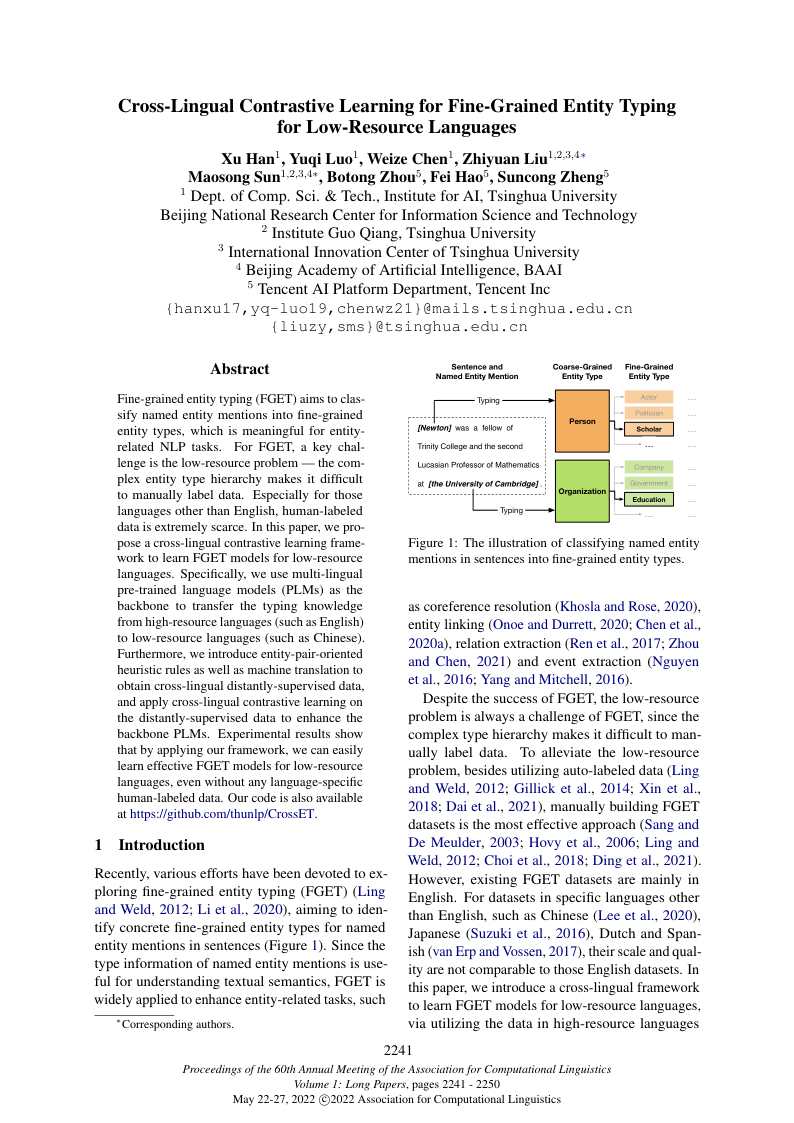 Cross-Lingual Contrastive Learning for Fine-Grained Entity Typing
for Low-Resource Languages
Xu Han1, Yuqi Luo1, Weize Chen1, Zhiyuan Liu1,2,3,4∗
Maosong Sun1,2,3,4∗, Botong Zhou5, Fei Hao5, Suncong Zheng5
1 Dept. of Comp. Sci. & Tech., Institute for AI, Tsinghua University
Beijing National Research Center for Information Science and Technology
2 Institute Guo Qiang, Tsinghua University
3 International Innovation Center of Tsinghua University
4 Beijing Academy of Artificial Intelligence, BAAI
5 Tencent AI Platform Department, Tencent Inc
{hanxu17,yq-luo19,chenwz21}@mails.tsinghua.edu.cn
{liuzy,sms}@tsinghua.edu.cn
Abstract
Fine-grained entity typing (FGET) aims to clas-
sify named entity mentions into fine-grained
entity types, which is meaningful for entity-
related NLP tasks. For FGET, a key chal-
lenge is the low-resource problem — the com-
plex entity type hierarchy makes it difficult
to manually label data. Especially for those
languages other than English, human-labeled
data is extremely scarce. In this paper, we pro-
pose a cross-lingual contrastive learning frame-
work to learn FGET models for low-resource
languages. Specifically, we use multi-lingual
pre-trained language models (PLMs) as the
backbone to transfer the typing knowledge
from high-resource languages (such as English)
to low-resource languages (such as Chinese).
Furthermore, we introduce entity-pair-oriented
heuristic rules as well as machine translation to
obtain cross-lingual distantly-supervised data,
and apply cross-lingual contrastive learning on
the distantly-supervised data to enhance the
backbone PLMs. Experimental results show
that by applying our framework, we can easily
learn effective FGET models for low-resource
languages, even without any language-specific
human-labeled data. Our code is also available
at https://github.com/thunlp/CrossET.
1 Introduction
Recently, various efforts have been devoted to ex-
ploring fine-grained entity typing (FGET) (Ling
and Weld, 2012; Li et al., 2020), aiming to iden-
tify concrete fine-grained entity types for named
entity mentions in sentences (Figure 1). Since the
type information of named entity mentions is use-
ful for understanding textual semantics, FGET is
widely applied to enhance entity-related tasks, such
∗Corresponding authors.
Sentence and
Named Entity Mention
Coarse-Grained
Entity Type
Fine-Grained
Entity Type
Typing
[Newton] was a fellow of
Trinity College and the second
Lucasian Professor of Mathematics
at [the University of Cambridge] .
Typing
Person
Organization
Actor ...
Politician ...
Scholar ...
... ...
Company ...
Government ...
Education ...
... ...
Figure 1: The illustration of classifying named entity
mentions in sentences into fine-grained entity types.
as coreference resolution (Khosla and Rose, 2020),
entity linking (Onoe and Durrett, 2020; Chen et al.,
2020a), relation extraction (Ren et al., 2017; Zhou
and Chen, 2021) and event extraction (Nguyen
et al., 2016; Yang and Mitchell, 2016).
Despite the success of FGET, the low-resource
problem is always a challenge of FGET, since the
complex type hierarchy makes it difficult to man-
ually label data. To alleviate the low-resource
problem, besides utilizing auto-labeled data (Ling
and Weld, 2012; Gillick et al., 2014; Xin et al.,
2018; Dai et al., 2021), manually building FGET
datasets is the most effective approach (Sang and
De Meulder, 2003; Hovy et al., 2006; Ling and
Weld, 2012; Choi et al., 2018; Ding et al., 2021).
However, existing FGET datasets are mainly in
English. For datasets in specific languages other
than English, such as Chinese (Lee et al., 2020),
Japanese (Suzuki et al., 2016), Dutch and Span-
ish (van Erp and Vossen, 2017), their scale and qual-
ity are not comparable to those English datasets. In
this paper, we introduce a cross-lingual framework
to learn FGET models for low-resource languages,
via utilizing the data in high-resource languages
2241
Proceedings of the 60th Annual Meeting of the Association for Computational Linguistics
Volume 1: Long Papers, pages 2241 - 2250
May 22-27, 2022 ©2022 Association for Computational Linguistics